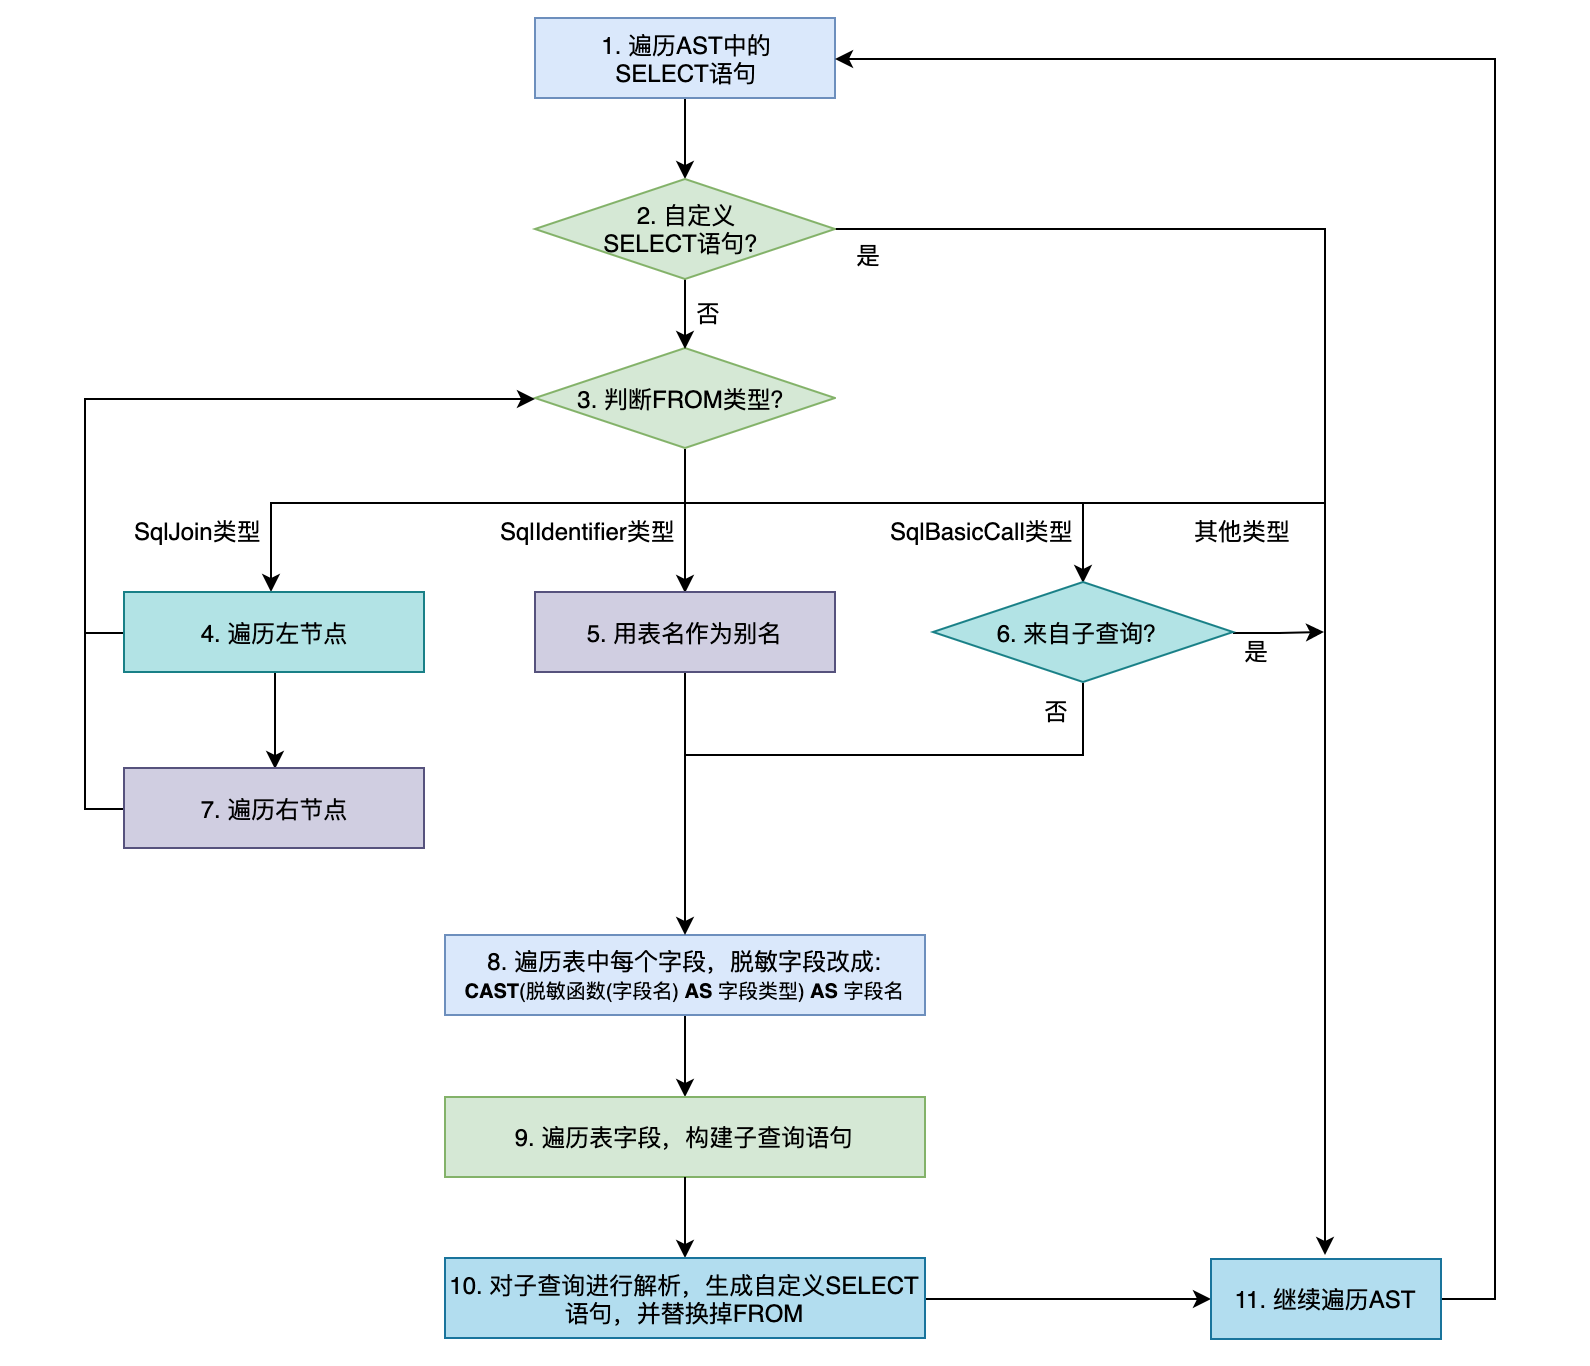 1. 遍历AST中的
SELECT语句
2. 自定义
SELECT语句?
是
否
3. 判断FROM类型?
SqlJoin类型
SqlIdentifier类型
SqlBasicCall类型
其他类型
4. 遍历左节点
5. 用表名作为别名
6. 来自子查询?
是
否
7. 遍历右节点
8. 遍历表中每个字段，脱敏字段改成:
CAST(脱敏函数(字段名) AS 字段类型) AS 字段名
9. 遍历表字段，构建子查询语句
10. 对子查询进行解析，生成自定义SELECT
语句，并替换掉FROM
11. 继续遍历AST